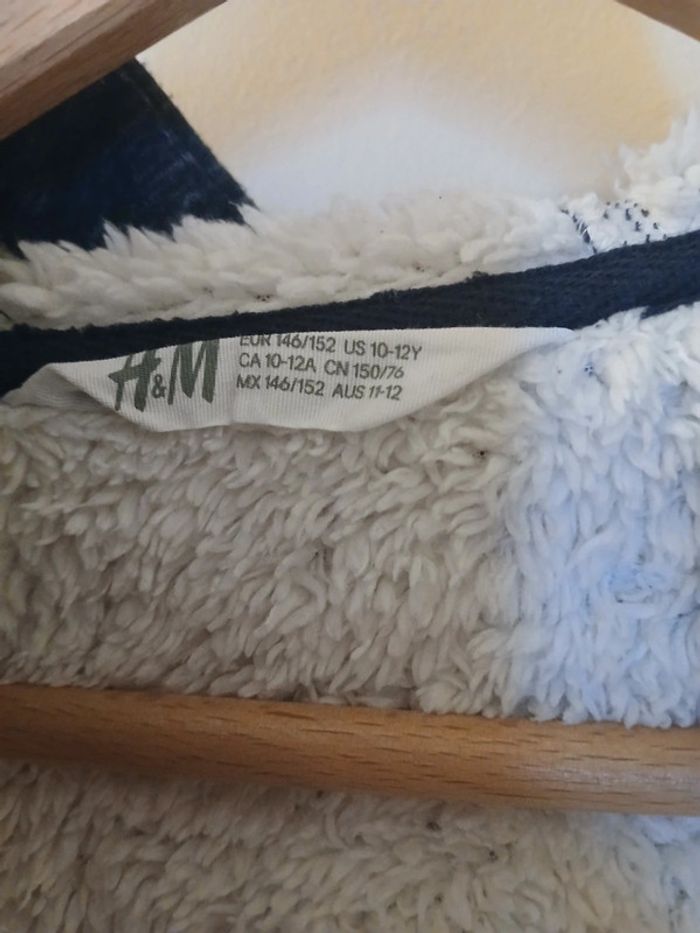 H&M
EUR 146/152 US 10-12Y
CA 10-12A CN 150/76
MX 146/152 AUS 11-12